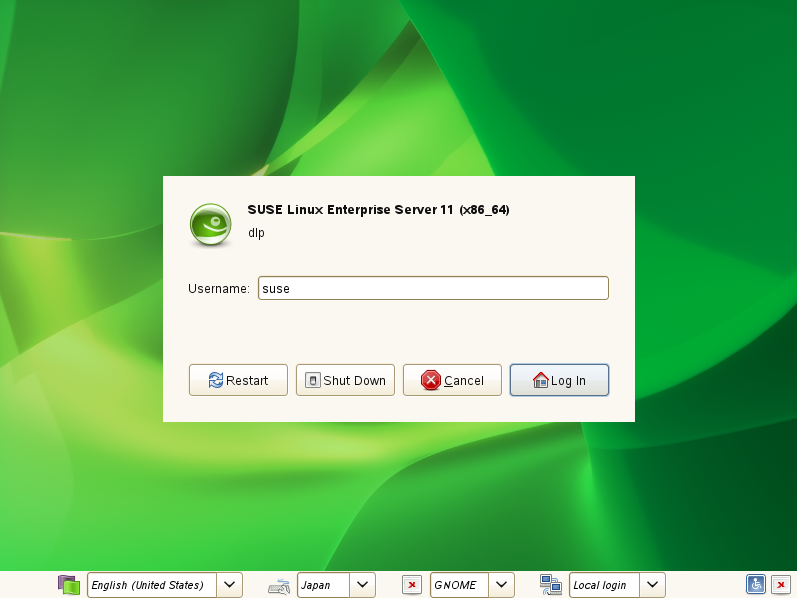 SUSE Linux Enterprise Server 11 (x86_64)
dlp
Username: suse
Restart Shut Down Cancel Log In
English (United States) Japan GNOME Local login